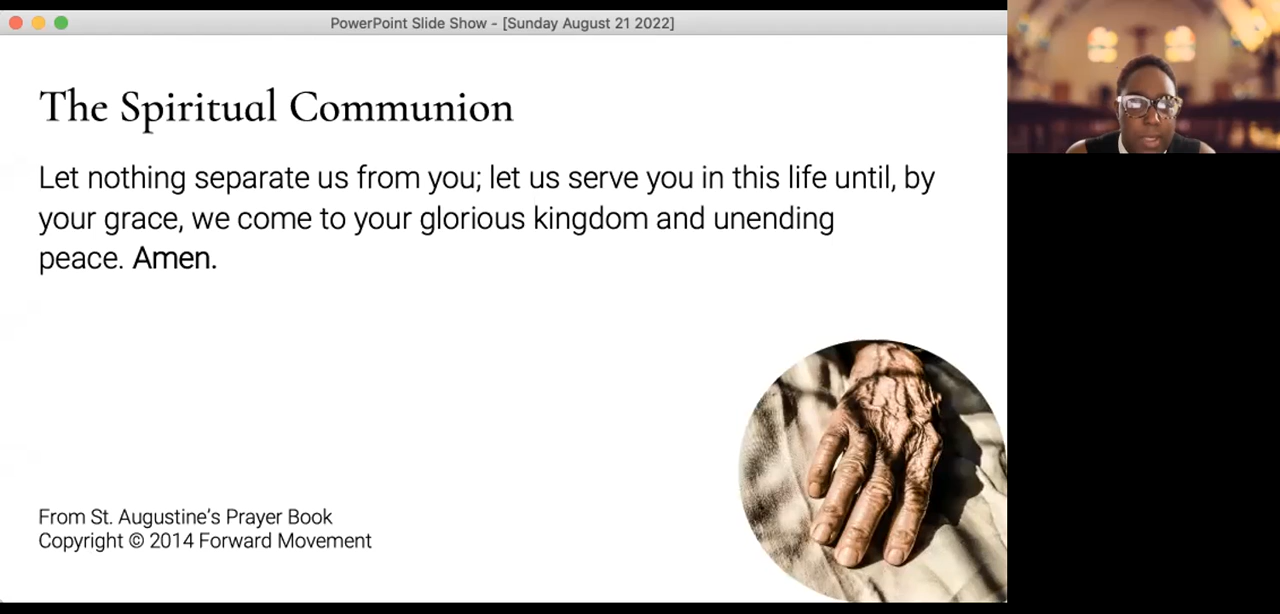 PowerPoint Slide Show - [Sunday August 21 2022]
The Spiritual Communion
Let nothing separate us from you; let us serve you in this life until, by
your grace, we come to your glorious kingdom and unending
peace. Amen.
From St. Augustine’s Prayer Book
Copyright © 2014 Forward Movement